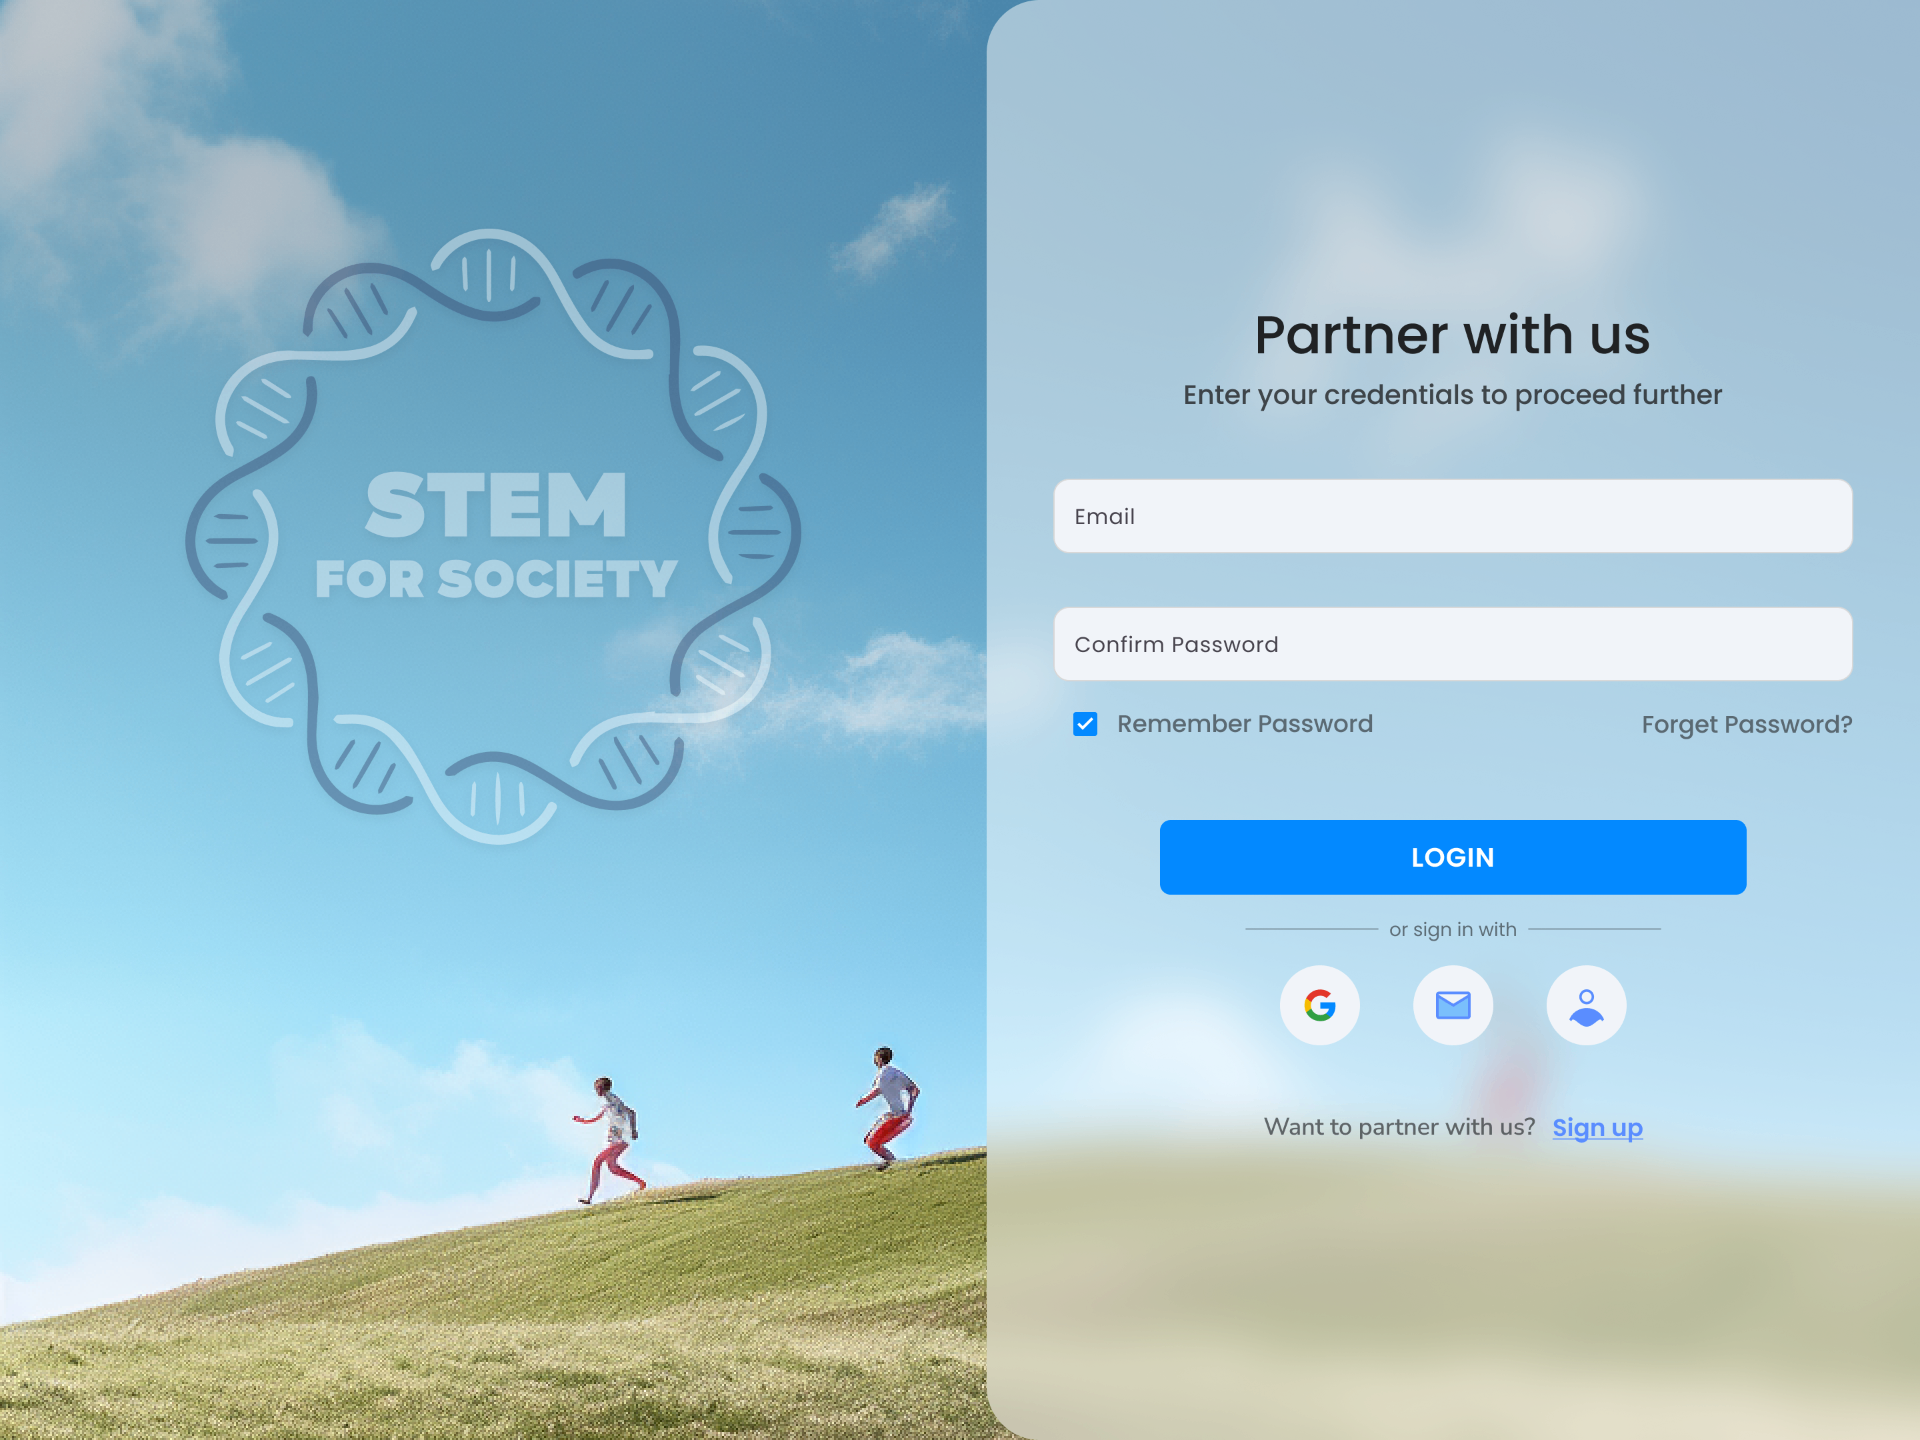 STEM
FOR SOCIETY
Partner with us
Enter your credentials to proceed further
Email
Confirm Password
Remember Password
Forget Password?
LOGIN
or sign in with
Want to partner with us? Sign up